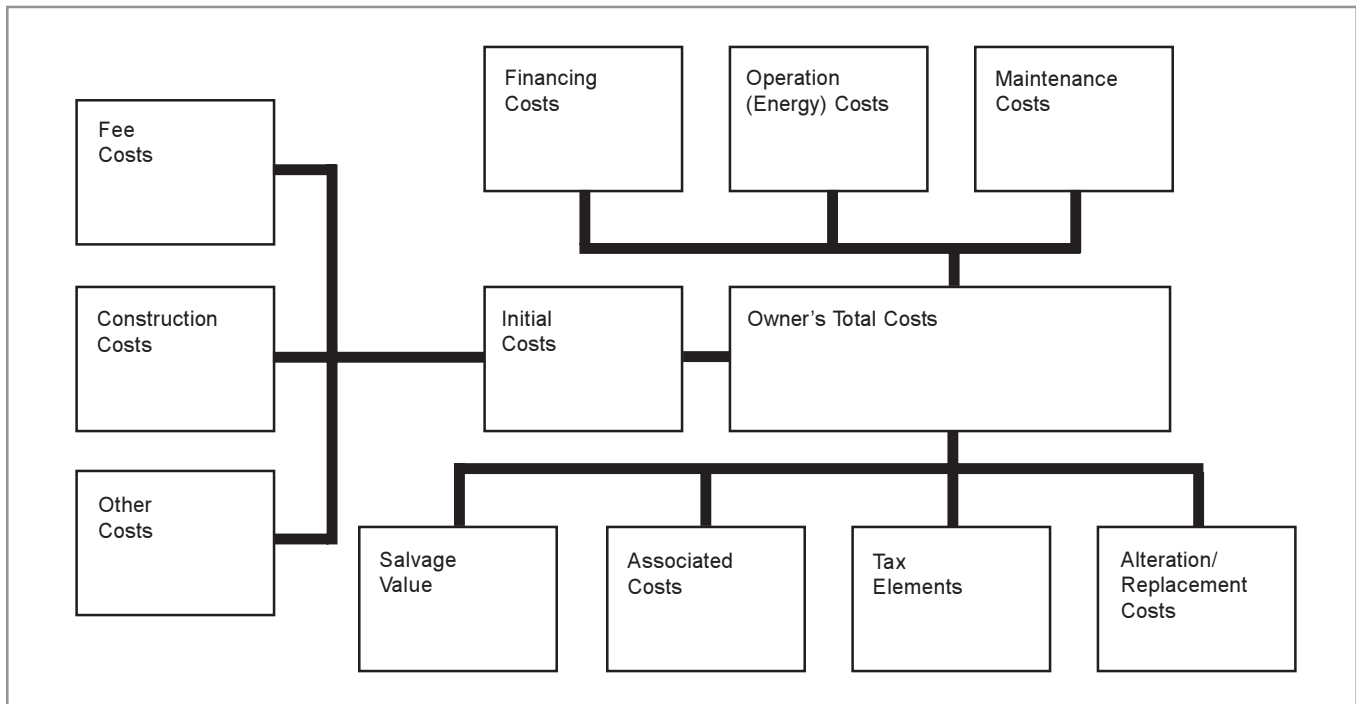 Financing
Costs
Operation
(Energy) Costs
Maintenance
Costs
Fee
Costs
Construction
Costs
Initial
Costs
Owner’s Total Costs
Other
Costs
Salvage
Value
Associated
Costs
Tax
Elements
Alteration/
Replacement
Costs